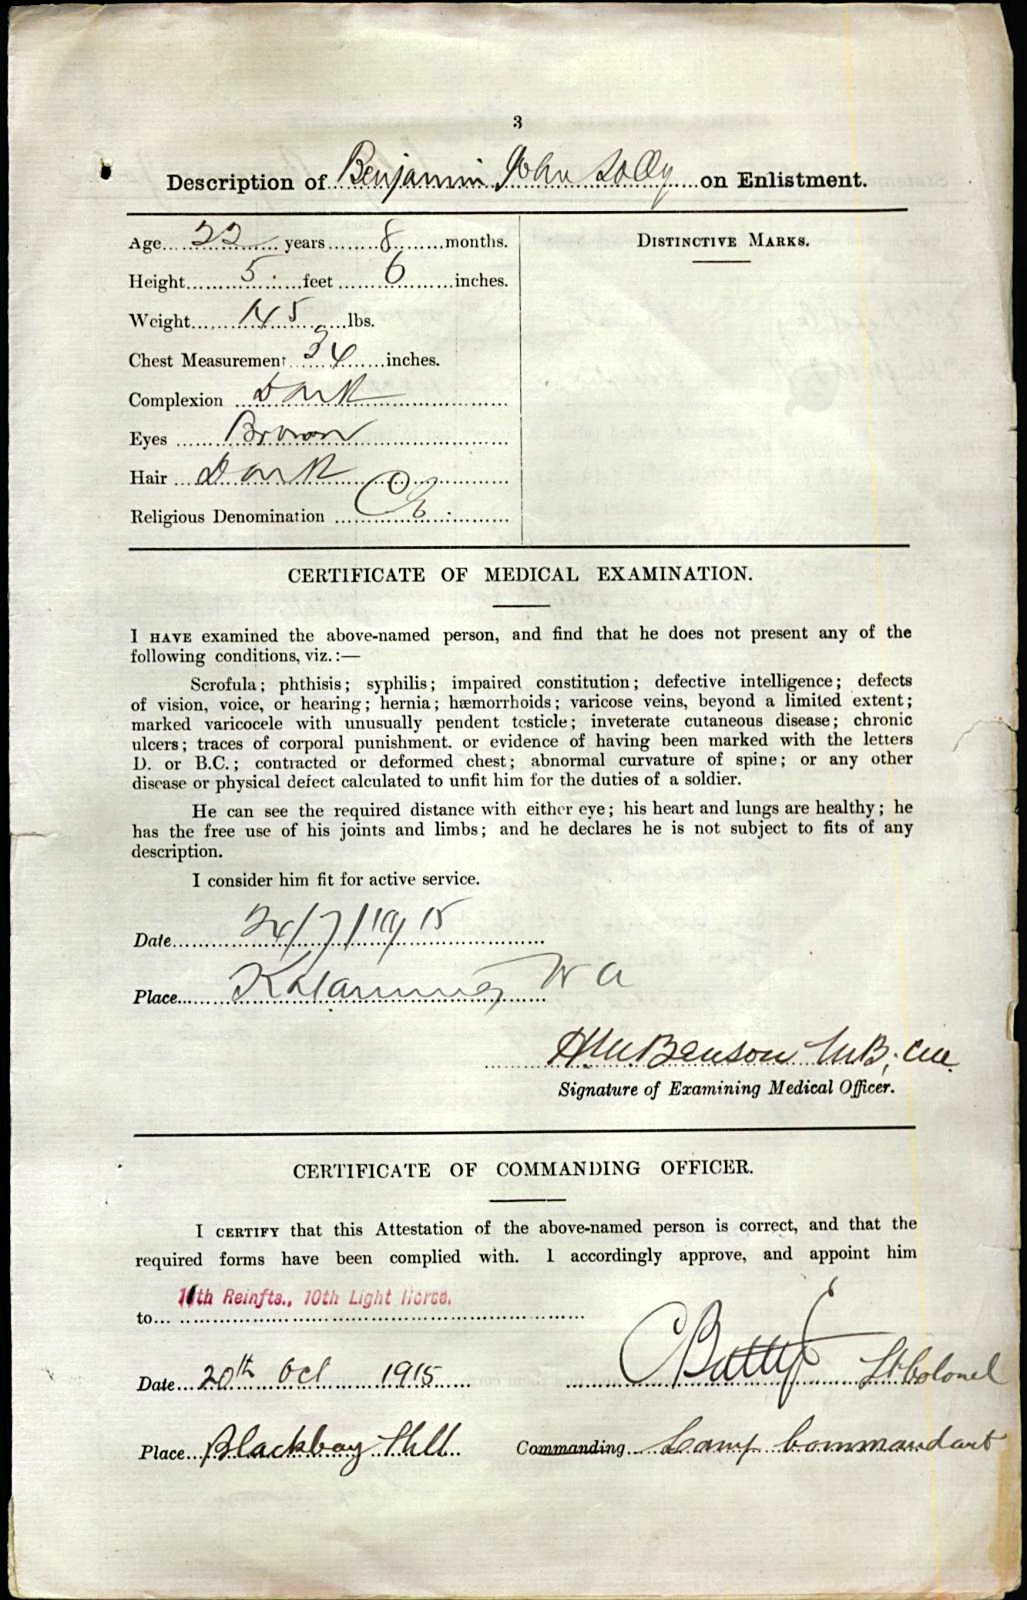 3
Description of Benjamin John Solly on Enlistment.
Age 22 years 8 months.
Height 5 feet 6 inches.
Weight 145 lbs.
Chest Measurement 34 inches.
Complexion Dark
Eyes Brown
Hair Dark
Religious Denomination
DISTINCTIVE MARKS.
CERTIFICATE OF MEDICAL EXAMINATION.
I HAVE examined the above-named person, and find that he does not present any of the
following conditions, viz.:—
Scrofula; phthisis; syphilis; impaired constitution; defective intelligence; defects
of vision, voice, or hearing; hernia; hæmorrhoids; varicose veins, beyond a limited extent;
marked varicocele with unusually pendent testicle; inveterate cutaneous disease; chronic
ulcers; traces of corporal punishment, or evidence of having been marked with the letters
D. or B.C.; contracted or deformed chest; abnormal curvature of spine; or any other
disease or physical defect calculated to unfit him for the duties of a soldier.
He can see the required distance with either eye; his heart and lungs are healthy; he
has the free use of his joints and limbs; and he declares he is not subject to fits of any
description.
I consider him fit for active service.
Date 24/7/1915
Place Katanning W A
Benson M.B; C.M.
Signature of Examining Medical Officer.
CERTIFICATE OF COMMANDING OFFICER.
I CERTIFY that this Attestation of the above-named person is correct, and that the
required forms have been complied with. I accordingly approve, and appoint him
to 11th Reinfts., 10th Light Horse.
Date 20th Oct 1915 Lt Colonel
Place Blackboy Hill Commanding Camp Commandant